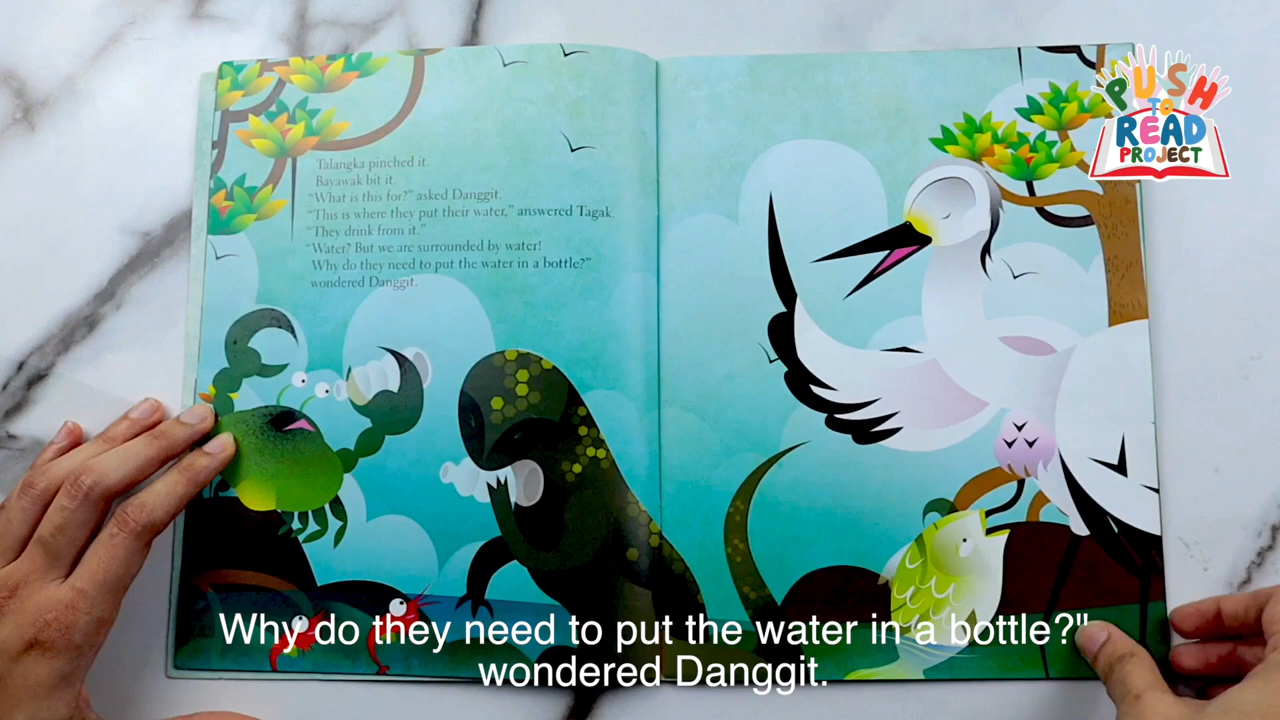 Talangka pinched it.
Bayawak bit it.
“What is this for?” asked Danggit.
“This is where they put their water,” answered Tagak.
“They drink from it.”
“Water? But we are surrounded by water!
Why do they need to put the water in a bottle?”
wondered Danggit.
PUSH
TO
READ
PROJECT
Why do they need to put the water in a bottle?"
wondered Danggit.